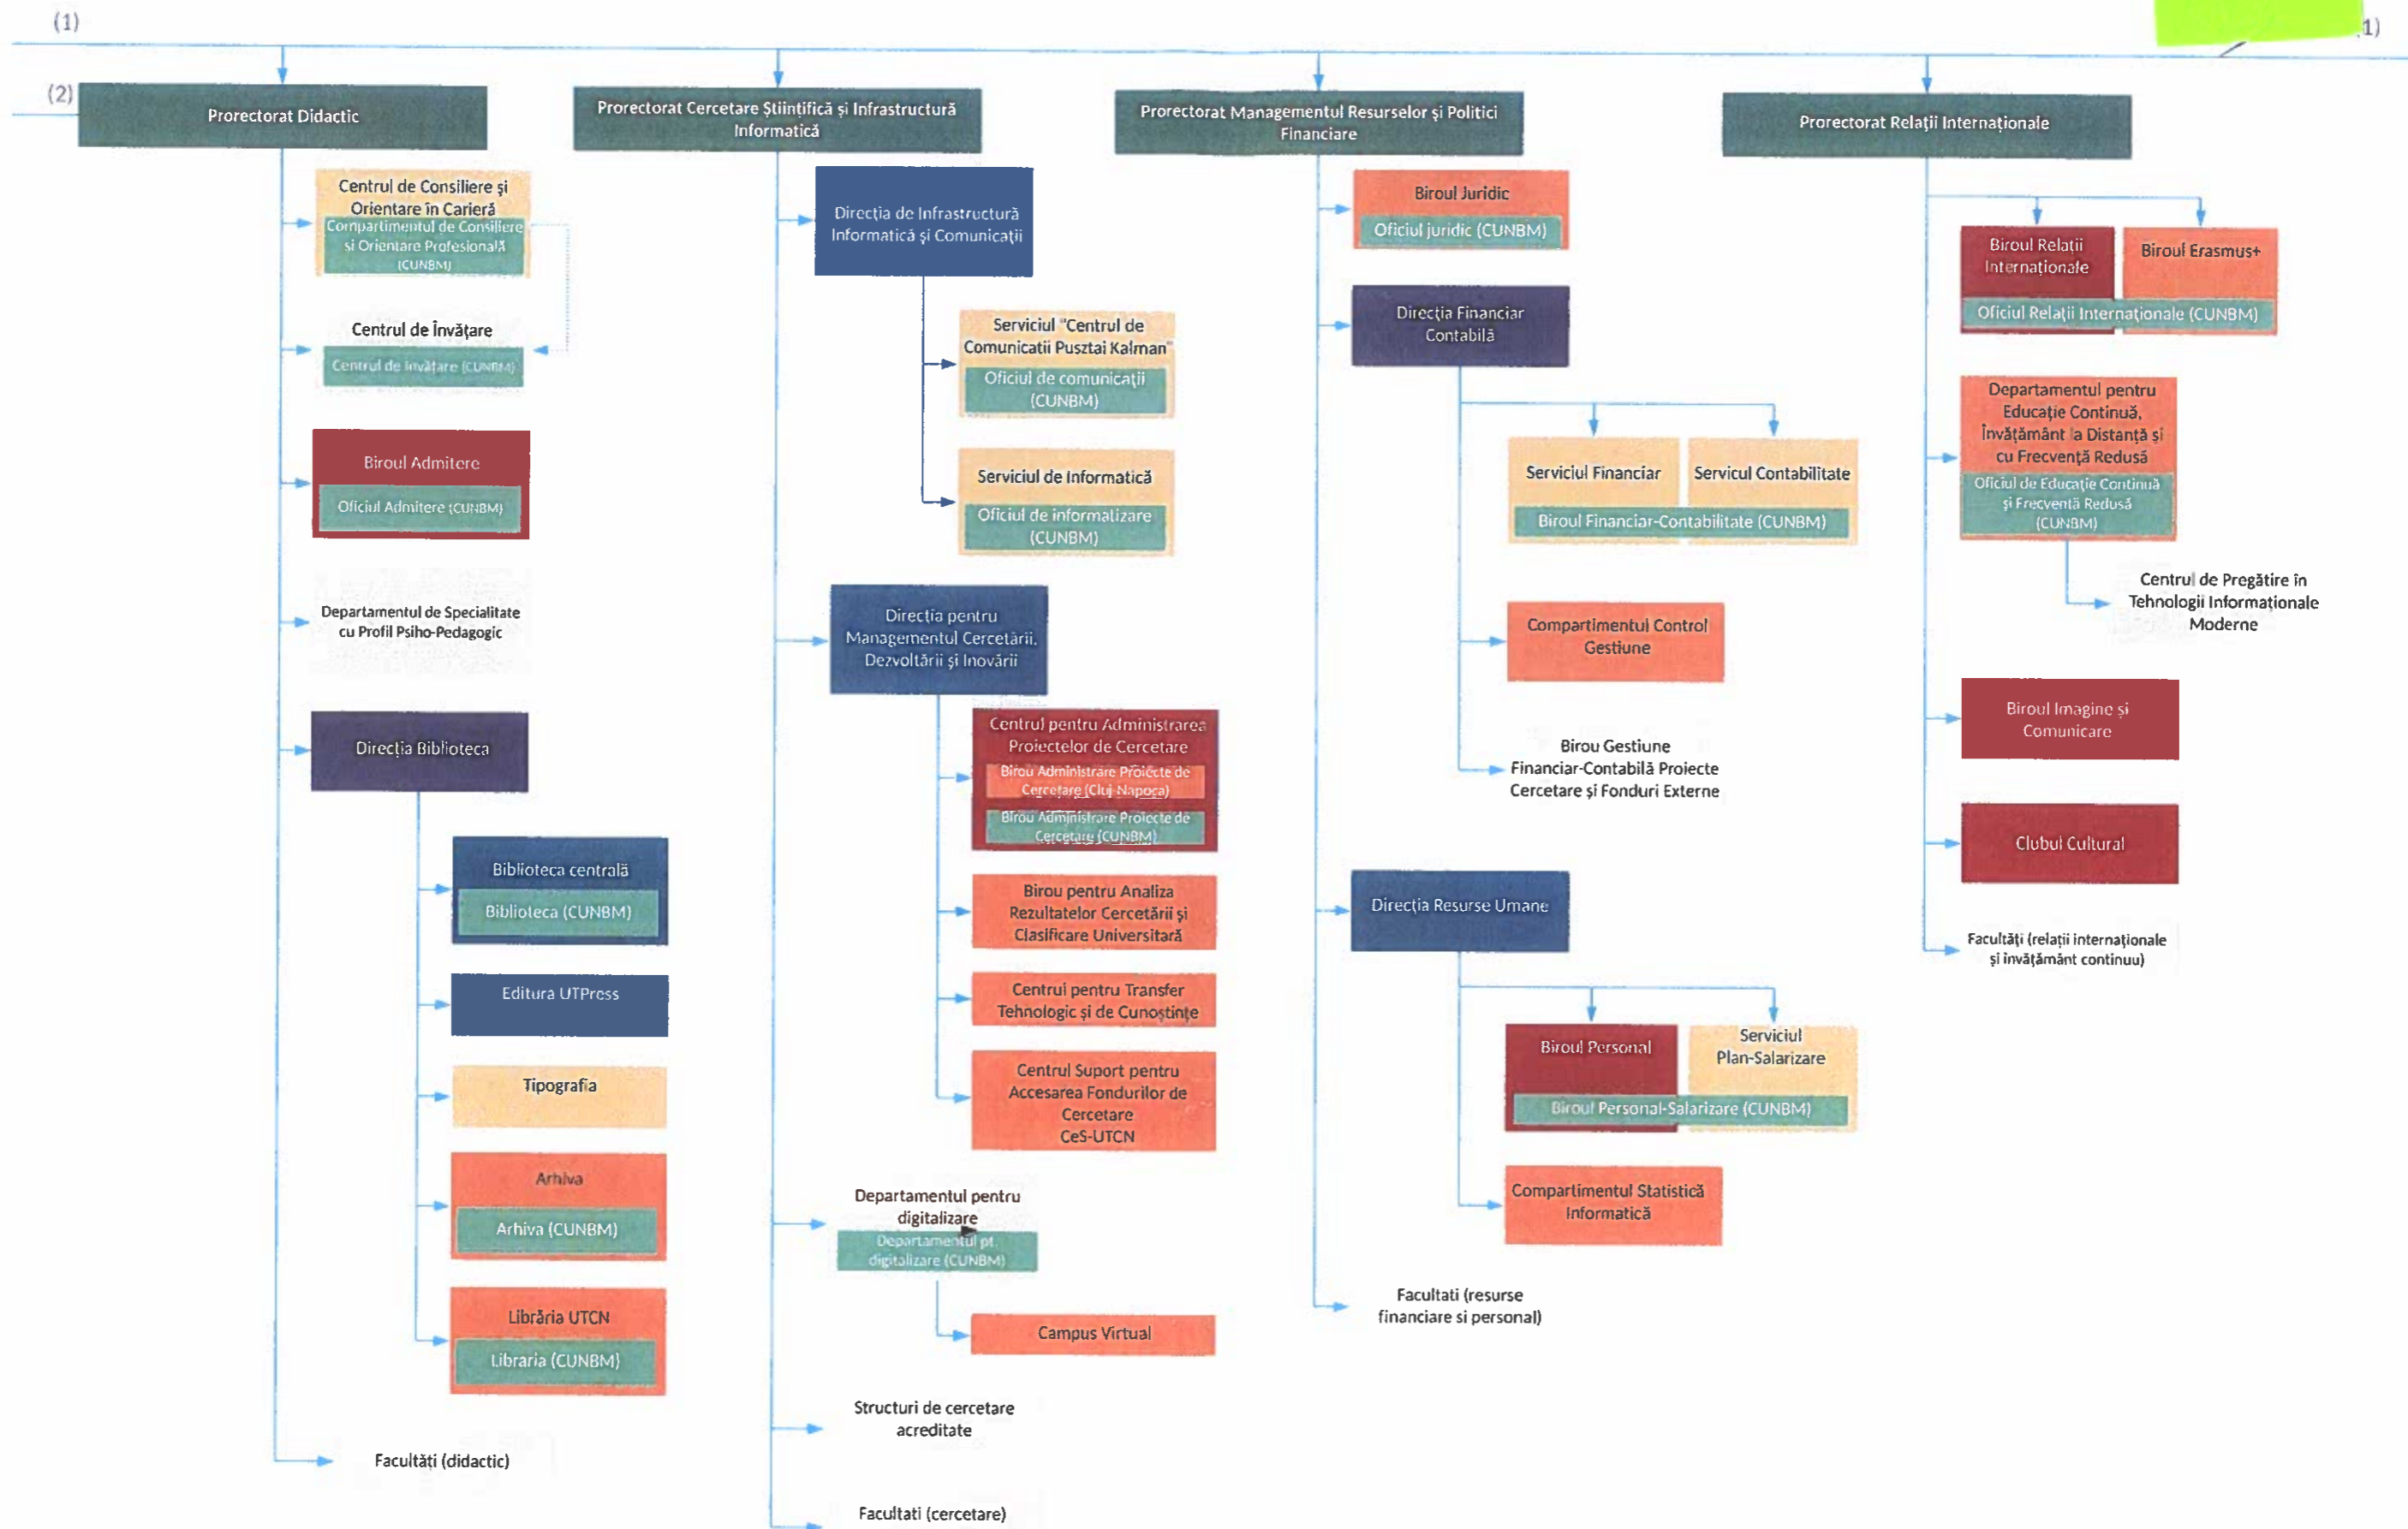 (1)
1)
(2)
Prorectorat Didactic
Centrul de Consiliere și
Orientare în Carieră
Compartimentul de Consiliere
si Orientare Profesională
(CUNBM)
Centrul de Învățare
Centrul de Invățare (CUNBM)
Biroul Admitere
Oficiul Admitere (CUNBM)
Departamentul de Specialitate
cu Profil Psiho-Pedagogic
Direcția Biblioteca
Biblioteca centrală
Biblioteca (CUNBM)
Editura UTPress
Tipografia
Arhiva
Arhiva (CUNBM)
Librăria UTCN
Libraria (CUNBM)
Facultăți (didactic)
Prorectorat Cercetare Științifică și Infrastructură
Informatică
Direcția de Infrastructură
Informatică și Comunicații
Serviciul "Centrul de
Comunicatii Pusztai Kalman"
Oficiul de comunicații
(CUNBM)
Serviciul de Informatică
Oficiul de informatizare
(CUNBM)
Direcția pentru
Managementul Cercetării,
Dezvoltării și Inovării
Centrul pentru Administrarea
Proiectelor de Cercetare
Birou Administrare Proiecte de
Cercetare (Cluj-Napoca)
Birou Administrare Proiecte de
Cercetare (CUNBM)
Birou pentru Analiza
Rezultatelor Cercetării și
Clasificare Universitară
Centrul pentru Transfer
Tehnologic și de Cunoștințe
Centrul Suport pentru
Accesarea Fondurilor de
Cercetare
CeS-UTCN
Departamentul pentru
digitalizare
Departamentul pt.
digitalizare (CUNBM)
Campus Virtual
Structuri de cercetare
acreditate
Facultati (cercetare)
Prorectorat Managementul Resurselor și Politici
Financiare
Biroul Juridic
Oficiul juridic (CUNBM)
Direcția Financiar
Contabilă
Serviciul Financiar
Servicul Contabilitate
Biroul Financiar-Contabilitate (CUNBM)
Compartimentul Control
Gestiune
Birou Gestiune
Financiar-Contabilă Proiecte
Cercetare și Fonduri Externe
Direcția Resurse Umane
Biroul Personal
Serviciul
Plan-Salarizare
Biroul Personal-Salarizare (CUNBM)
Compartimentul Statistică
Informatică
Facultati (resurse
financiare si personal)
Prorectorat Relații Internaționale
Biroul Relații
Internaționale
Biroul Erasmus+
Oficiul Relații Internaționale (CUNBM)
Departamentul pentru
Educație Continuă,
Învățământ la Distanță și
cu Frecvență Redusă
Oficiul de Educație Continuă
și Frecvență Redusă
(CUNBM)
Centrul de Pregătire în
Tehnologii Informaționale
Moderne
Biroul Imagine și
Comunicare
Clubul Cultural
Facultăți (relații internaționale
și învățământ continuu)